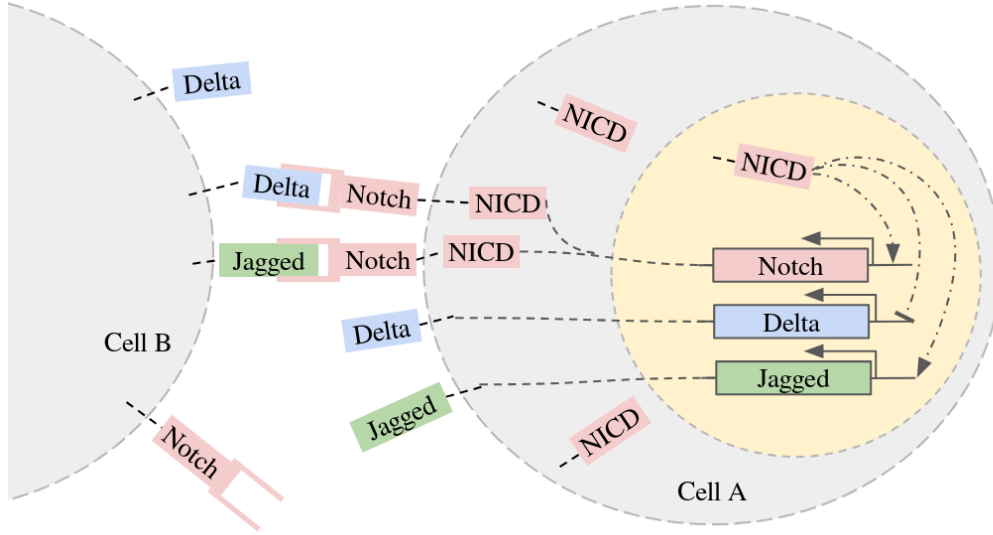 Delta
NICD
NICD
Delta
Notch
NICD
Jagged
Notch
NICD
Notch
Delta
Delta
Cell B
Jagged
Jagged
NICD
Notch
Cell A